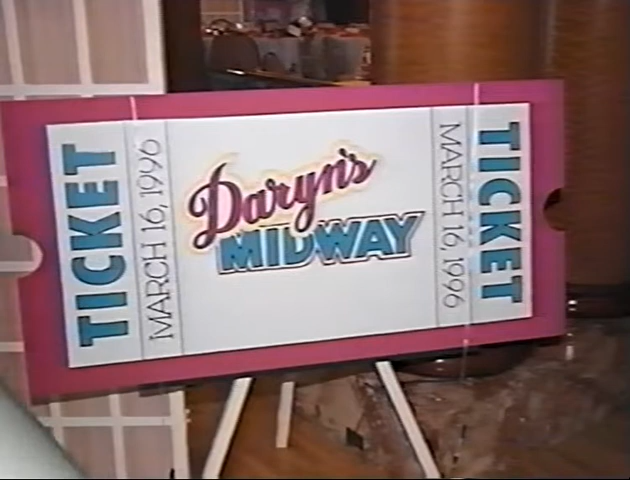 TICKET
MARCH 16, 1996
Daryn's
MIDWAY
MARCH 16, 1996
TICKET